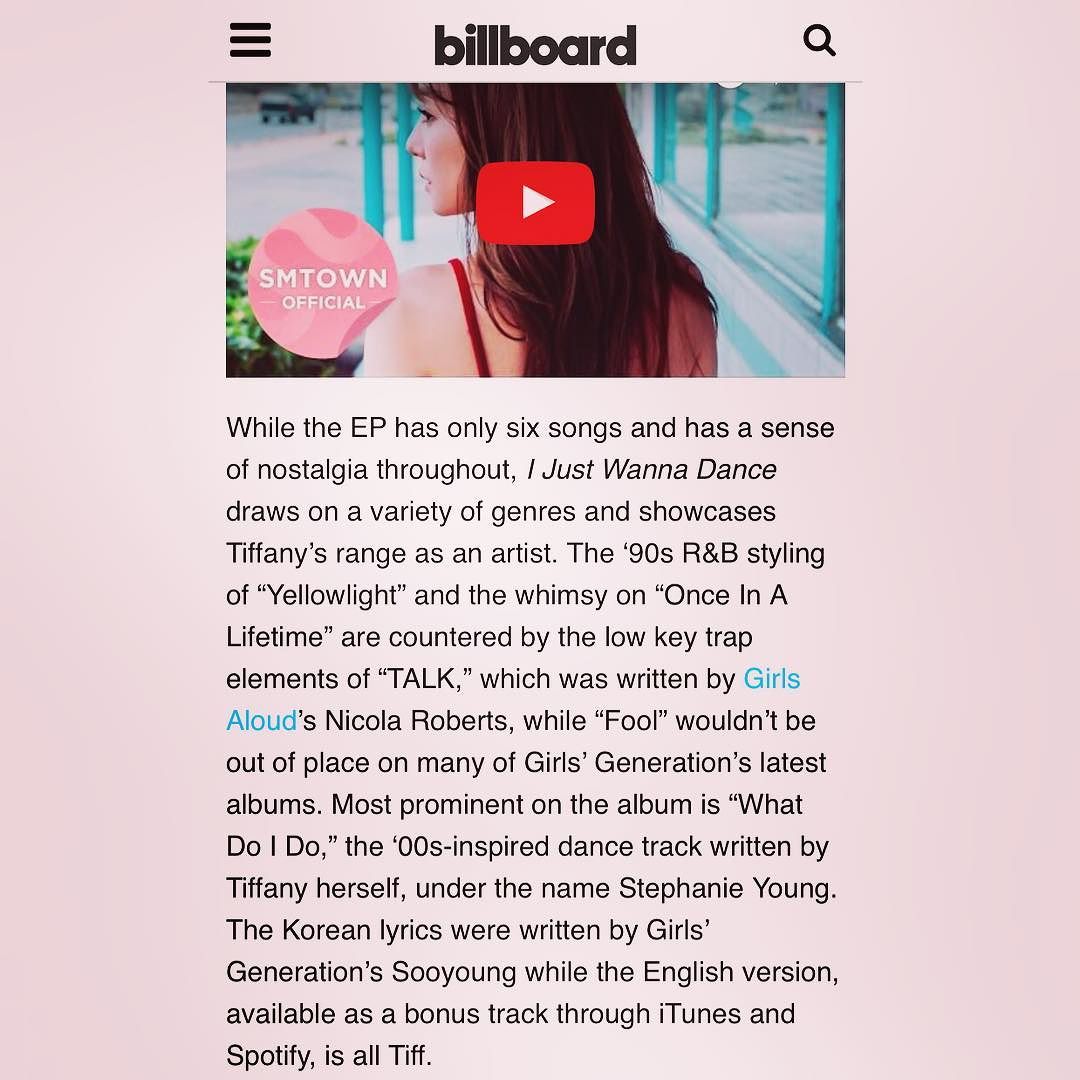 billboard
SMTOWN
OFFICIAL
While the EP has only six songs and has a sense
of nostalgia throughout, I Just Wanna Dance
draws on a variety of genres and showcases
Tiffany’s range as an artist. The ‘90s R&B styling
of “Yellowlight” and the whimsy on “Once In A
Lifetime” are countered by the low key trap
elements of “TALK,” which was written by Girls
Aloud’s Nicola Roberts, while “Fool” wouldn’t be
out of place on many of Girls’ Generation’s latest
albums. Most prominent on the album is “What
Do I Do,” the ‘00s-inspired dance track written by
Tiffany herself, under the name Stephanie Young.
The Korean lyrics were written by Girls’
Generation’s Sooyoung while the English version,
available as a bonus track through iTunes and
Spotify, is all Tiff.